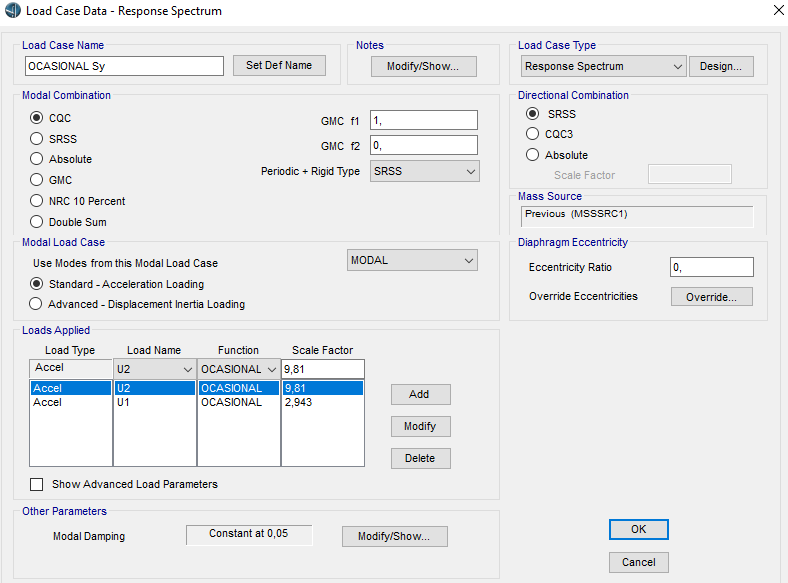 Load Case Data - Response Spectrum
Load Case Name
OCASIONAL Sy
Set Def Name
Notes
Modify/Show...
Load Case Type
Response Spectrum
Design...
Modal Combination
CQC
SRSS
Absolute
GMC
NRC 10 Percent
Double Sum
GMC f1
1,
GMC f2
0,
Periodic + Rigid Type
SRSS
Directional Combination
SRSS
CQC3
Absolute
Scale Factor
Mass Source
Previous (MSSSRC1)
Modal Load Case
Use Modes from this Modal Load Case
MODAL
Standard - Acceleration Loading
Advanced - Displacement Inertia Loading
Diaphragm Eccentricity
Eccentricity Ratio
0,
Override Eccentricities
Override...
Loads Applied
Load Type Load Name Function Scale Factor
Accel U2 OCASIONAL 9,81
Accel U2 OCASIONAL 9,81
Accel U1 OCASIONAL 2,943
Add
Modify
Delete
Show Advanced Load Parameters
Other Parameters
Modal Damping
Constant at 0,05
Modify/Show...
OK
Cancel